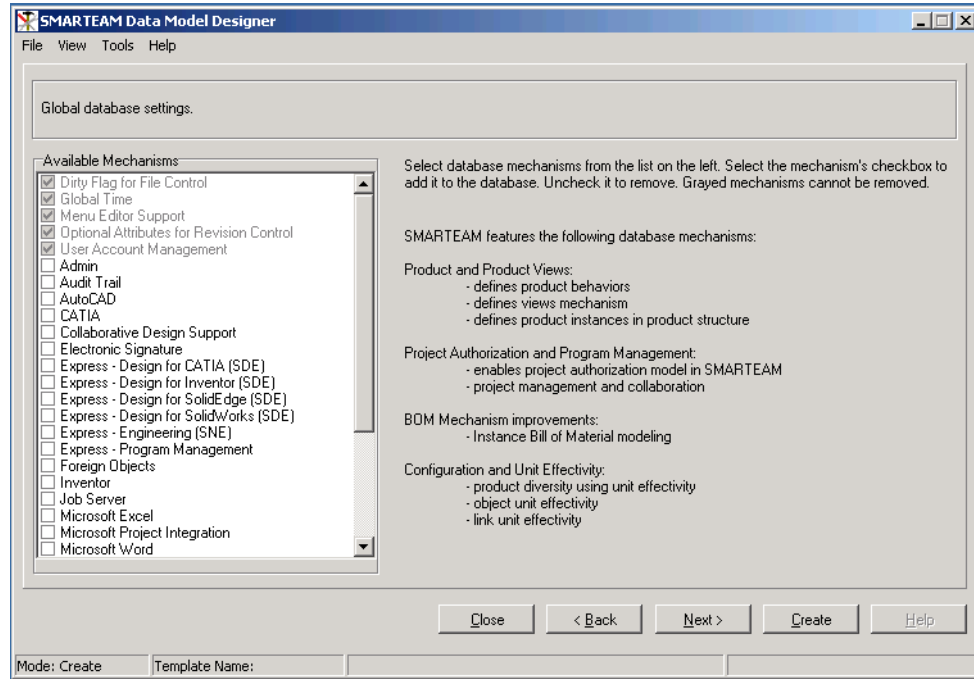 SMARTEAM Data Model Designer
File View Tools Help
Global database settings.
Available Mechanisms
Dirty Flag for File Control
Global Time
Menu Editor Support
Optional Attributes for Revision Control
User Account Management
Admin
Audit Trail
AutoCAD
CATIA
Collaborative Design Support
Electronic Signature
Express - Design for CATIA (SDE)
Express - Design for Inventor (SDE)
Express - Design for SolidEdge (SDE)
Express - Design for SolidWorks (SDE)
Express - Engineering (SNE)
Express - Program Management
Foreign Objects
Inventor
Job Server
Microsoft Excel
Microsoft Project Integration
Microsoft Word
Select database mechanisms from the list on the left. Select the mechanism's checkbox to
add it to the database. Uncheck it to remove. Grayed mechanisms cannot be removed.
SMARTEAM features the following database mechanisms:
Product and Product Views:
- defines product behaviors
- defines views mechanism
- defines product instances in product structure
Project Authorization and Program Management:
- enables project authorization model in SMARTEAM
- project management and collaboration
BOM Mechanism improvements:
- Instance Bill of Material modeling
Configuration and Unit Effectivity:
- product diversity using unit effectivity
- object unit effectivity
- link unit effectivity
Close < Back Next > Create Help
Mode: Create Template Name: